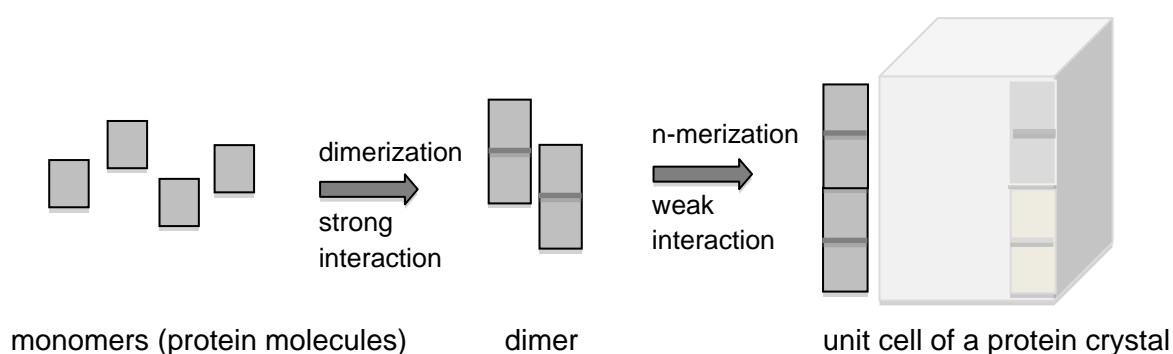 dimerization
strong
interaction
n-merization
weak
interaction
monomers (protein molecules)
dimer
unit cell of a protein crystal